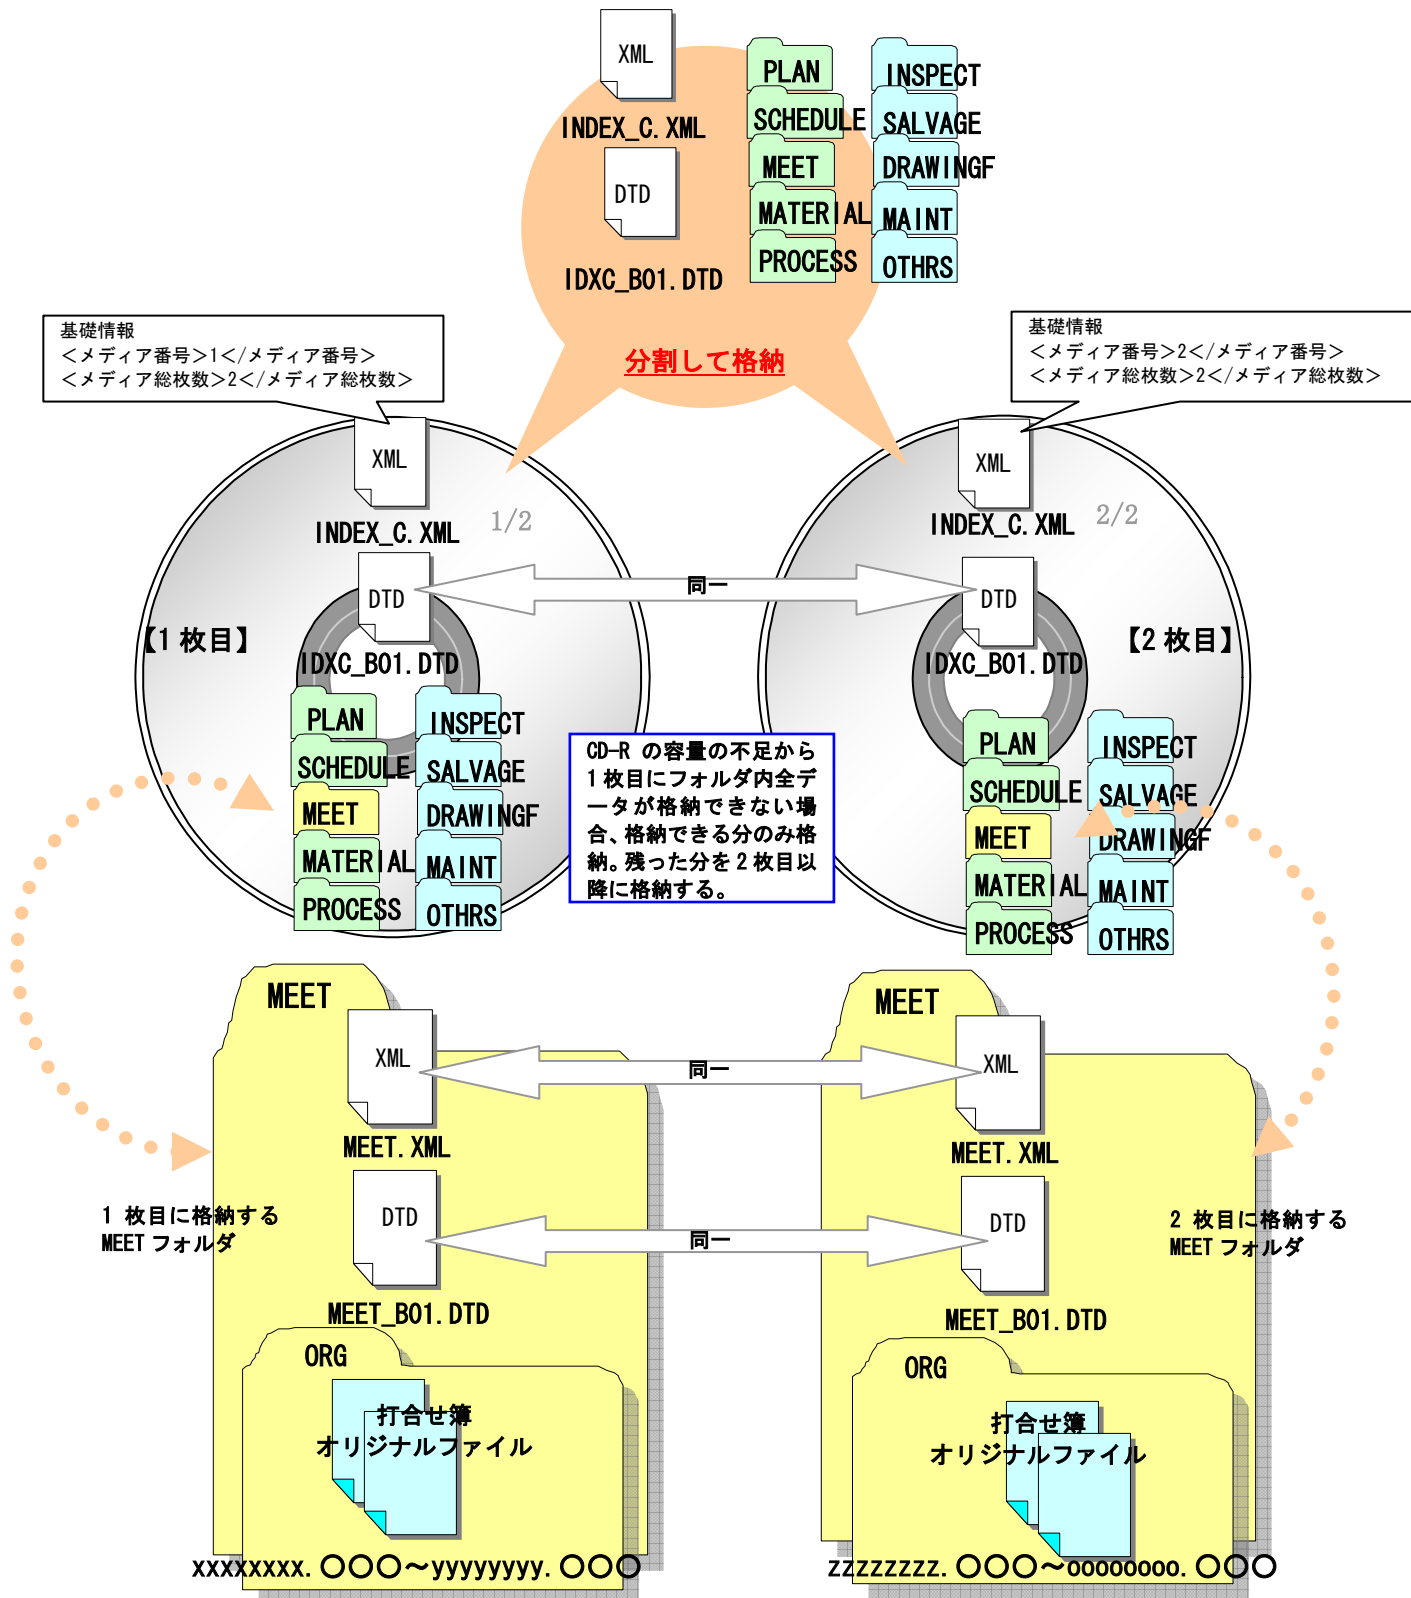 XML
INDEX_C.XML
DTD
IDXC_B01.DTD
PLAN
SCHEDULE
MEET
MATERIAL
PROCESS
INSPECT
SALVAGE
DRAWINGF
MAINT
OTHRS
分割して格納
基礎情報
<メディア番号>1</メディア番号>
<メディア総枚数>2</メディア総枚数>
基礎情報
<メディア番号>2</メディア番号>
<メディア総枚数>2</メディア総枚数>
XML
1/2
INDEX_C.XML
DTD
【1枚目】
IDXC_B01.DTD
PLAN
SCHEDULE
MEET
MATERIAL
PROCESS
INSPECT
SALVAGE
DRAWINGF
MAINT
OTHRS
同一
XML
2/2
INDEX_C.XML
DTD
【2枚目】
IDXC_B01.DTD
PLAN
SCHEDULE
MEET
MATERIAL
PROCESS
INSPECT
SALVAGE
DRAWINGF
MAINT
OTHRS
CD-R の容量の不足から
1枚目にフォルダ内全デ
ータが格納できない場
合、格納できる分のみ格
納。残った分を2枚目以
降に格納する。
MEET
XML
MEET.XML
DTD
MEET_B01.DTD
ORG
打合せ簿
オリジナルファイル
xxxxxxxx.○○○～yyyyyyyy.○○○
1 枚目に格納する
MEETフォルダ
同一
同一
MEET
XML
MEET.XML
DTD
MEET_B01.DTD
ORG
打合せ簿
オリジナルファイル
zzzzzzzz.○○○～oooooooo.○○○
2 枚目に格納する
MEETフォルダ